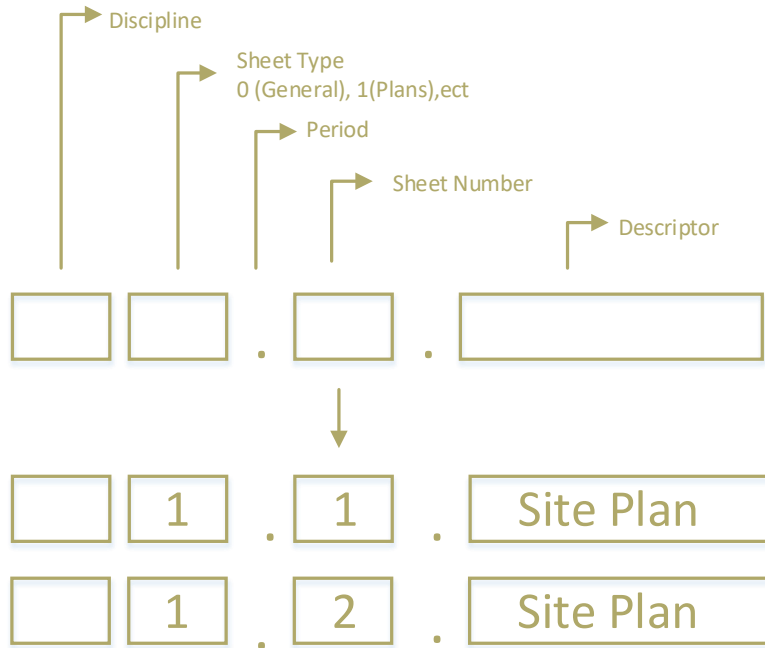 Discipline
Sheet Type
0 (General), 1(Plans),ect
Period
Sheet Number
Descriptor
. .
1 . 1 . Site Plan
1 . 2 . Site Plan